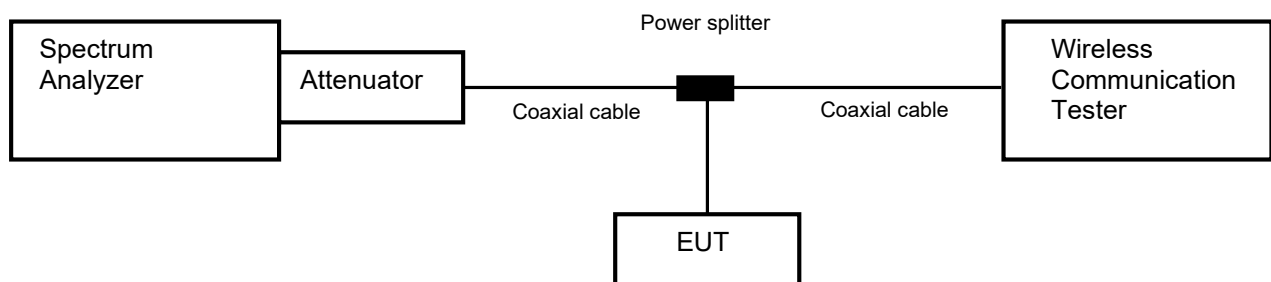 Power splitter
Spectrum
Analyzer
Attenuator
Wireless
Communication
Tester
Coaxial cable
Coaxial cable
EUT